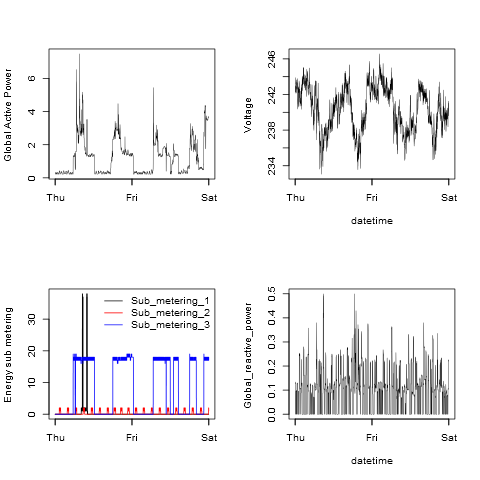 Global Active Power
0 2 4 6
Thu Fri Sat
Voltage
234 238 242 246
Thu Fri Sat
datetime
Energy sub metering
0 10 20 30
Sub_metering_1
Sub_metering_2
Sub_metering_3
Thu Fri Sat
Global_reactive_power
0.0 0.1 0.2 0.3 0.4 0.5
Thu Fri Sat
datetime